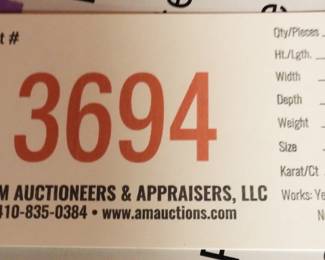 t #
3694
M AUCTIONEERS & APPRAISERS, LLC
410-835-0384 • www.amauctions.com
Qty/Pieces
Ht./Lgth.
Width
Depth
Weight
Size
Karat/Ct
Works: Ye
N